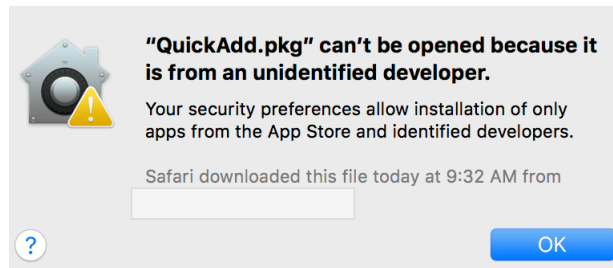 “QuickAdd.pkg” can’t be opened because it
is from an unidentified developer.
Your security preferences allow installation of only
apps from the App Store and identified developers.
Safari downloaded this file today at 9:32 AM from
?
OK